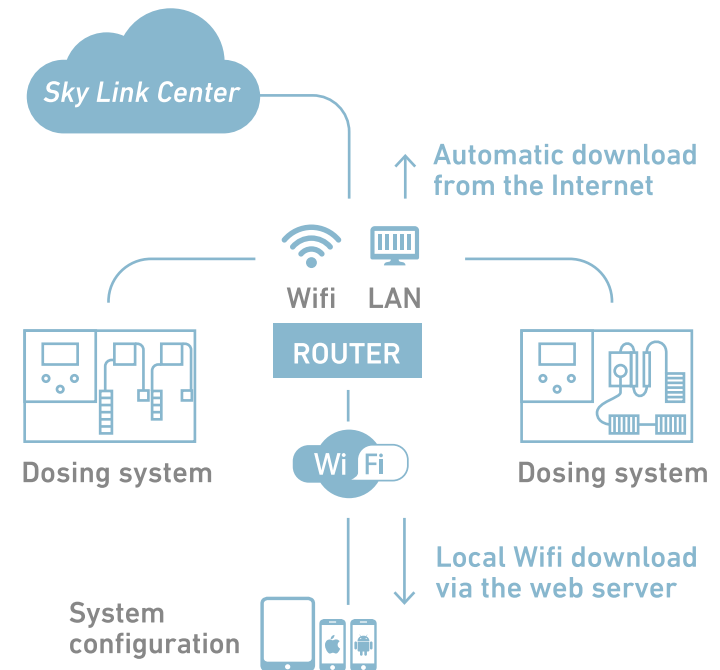 Sky Link Center
Automatic download
from the Internet
Wifi
LAN
ROUTER
Dosing system
Dosing system
Wi Fi
Local Wifi download
via the web server
System
configuration